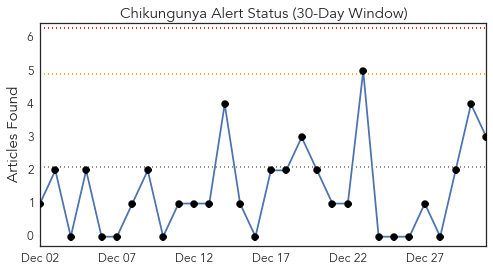 Chikungunya Alert Status (30-Day Window)
Articles Found
6
5
4
3
2
1
0
Dec 02 Dec 07 Dec 12 Dec 17 Dec 22 Dec 27